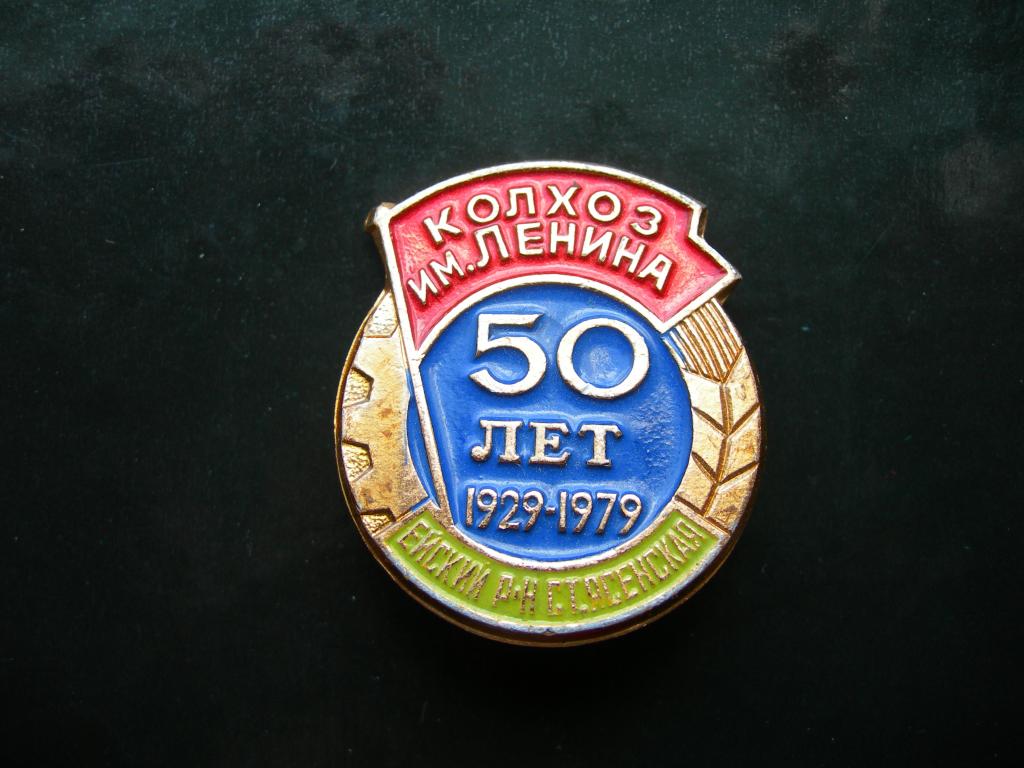 КОЛХОЗ
ИМ. ЛЕНИНА
50
ЛЕТ
1929-1979
ЕЙСКИЙ Р-Н СТ. ЯСЕНСКАЯ